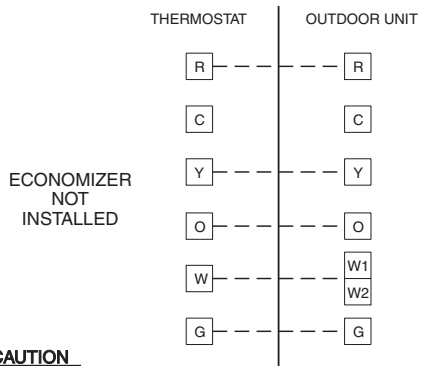 THERMOSTAT OUTDOOR UNIT
R R
C C
ECONOMIZER
NOT
INSTALLED
Y Y
O O
W W1
W2
G G
CAUTION